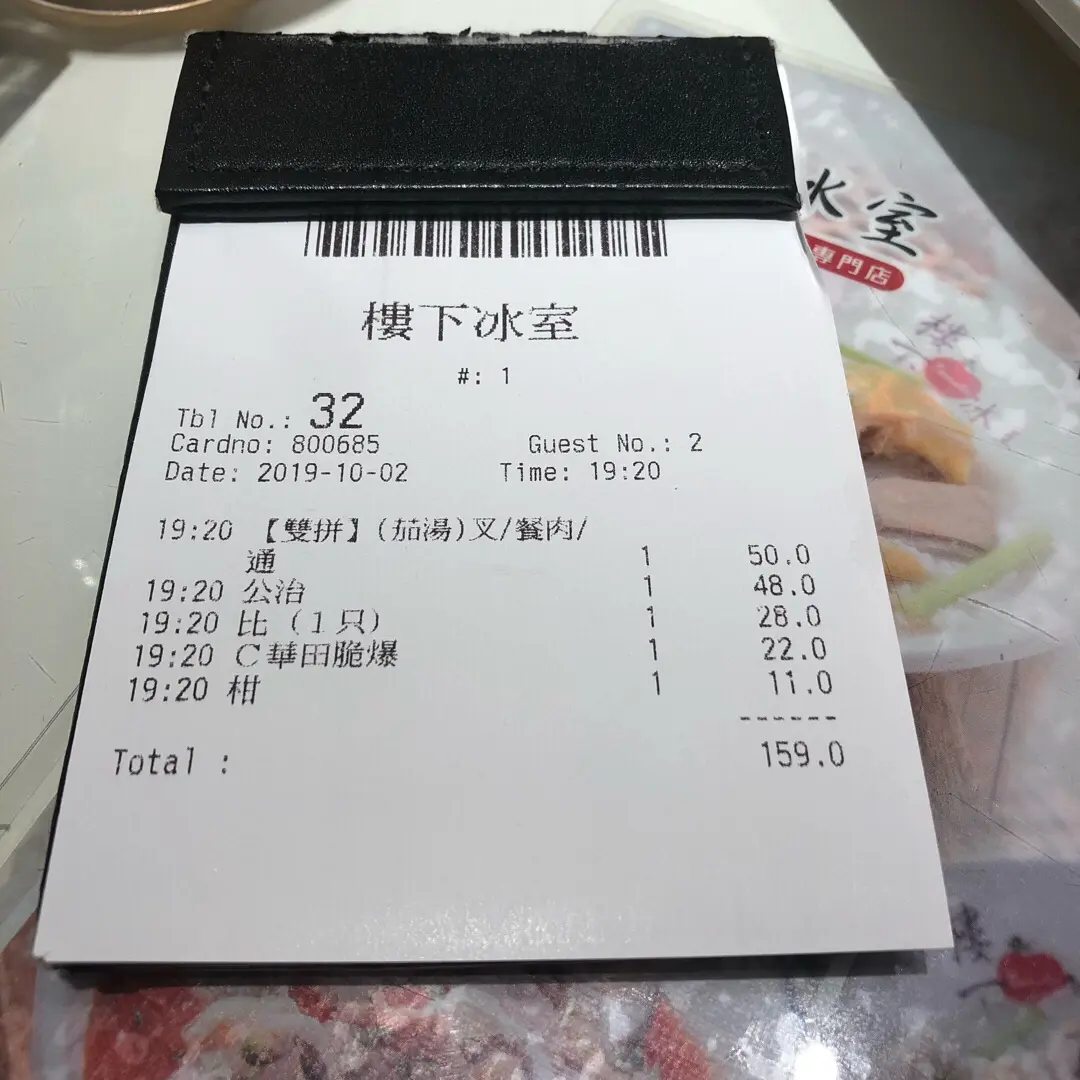 樓下冰室
#: 1
Tbl No.: 32
Cardno: 800685 Guest No.: 2
Date: 2019-10-02 Time: 19:20
19:20 【雙拼】(茄湯)叉/餐肉/
通 1 50.0
19:20 公治 1 48.0
19:20 比（1只） 1 28.0
19:20 C華田脆爆 1 22.0
19:20 柑 1 11.0
------
Total : 159.0
冰室
專門店
樓
冰
樓